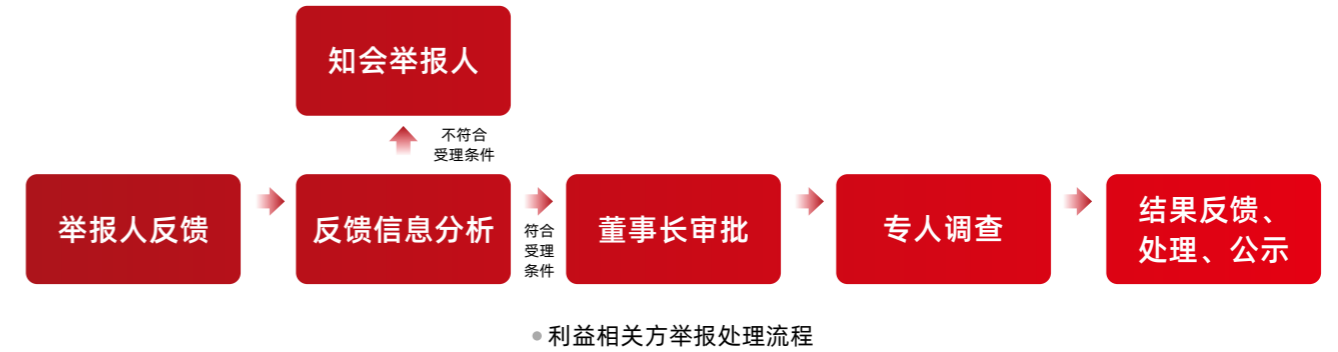 知会举报人
不符合
受理条件
举报人反馈
反馈信息分析
符合
受理
条件
董事长审批
专人调查
结果反馈、
处理、公示
利益相关方举报处理流程